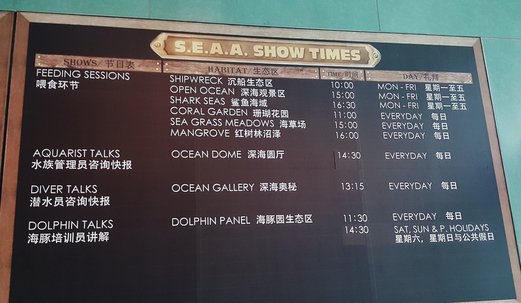 S.E.A.A. SHOW TIMES
SHOWS/节目表 HABITAT/生态区 TIME/时间 DAY/礼拜
FEEDING SESSIONS SHIPWRECK 沉船生态区 10:00 MON - FRI 星期一至五
喂食环节 OPEN OCEAN 深海观景区 15:00 MON - FRI 星期一至五
SHARK SEAS 鲨鱼海域 16:30 MON - FRI 星期一至五
CORAL GARDEN 珊瑚花园 11:00 EVERYDAY 每日
SEA GRASS MEADOWS 海草场 15:00 EVERYDAY 每日
MANGROVE 红树林沼泽 16:00 EVERYDAY 每日
AQUARIST TALKS OCEAN DOME 深海圆厅 14:30 EVERYDAY 每日
水族管理员咨询快报
DIVER TALKS OCEAN GALLERY 深海奥秘 13:15 EVERYDAY 每日
潜水员咨询快报
DOLPHIN TALKS DOLPHIN PANEL 海豚园生态区 11:30 EVERYDAY 每日
海豚培训员讲解 14:30 SAT, SUN & P. HOLIDAYS
星期六, 星期日与公共假日